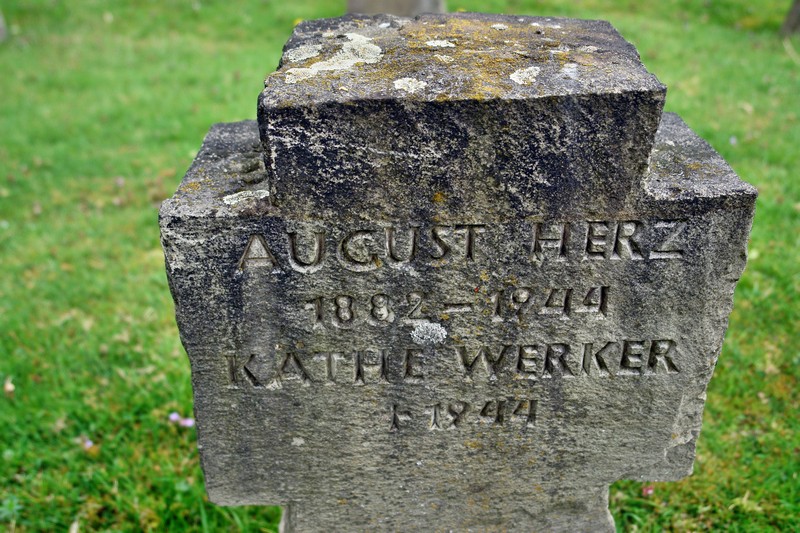 AUGUST HERZ
1882-1944
KATHE WERKER
†-1944